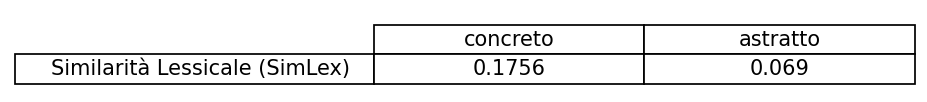 concreto astratto
Similarità Lessicale (SimLex) 0.1756 0.069